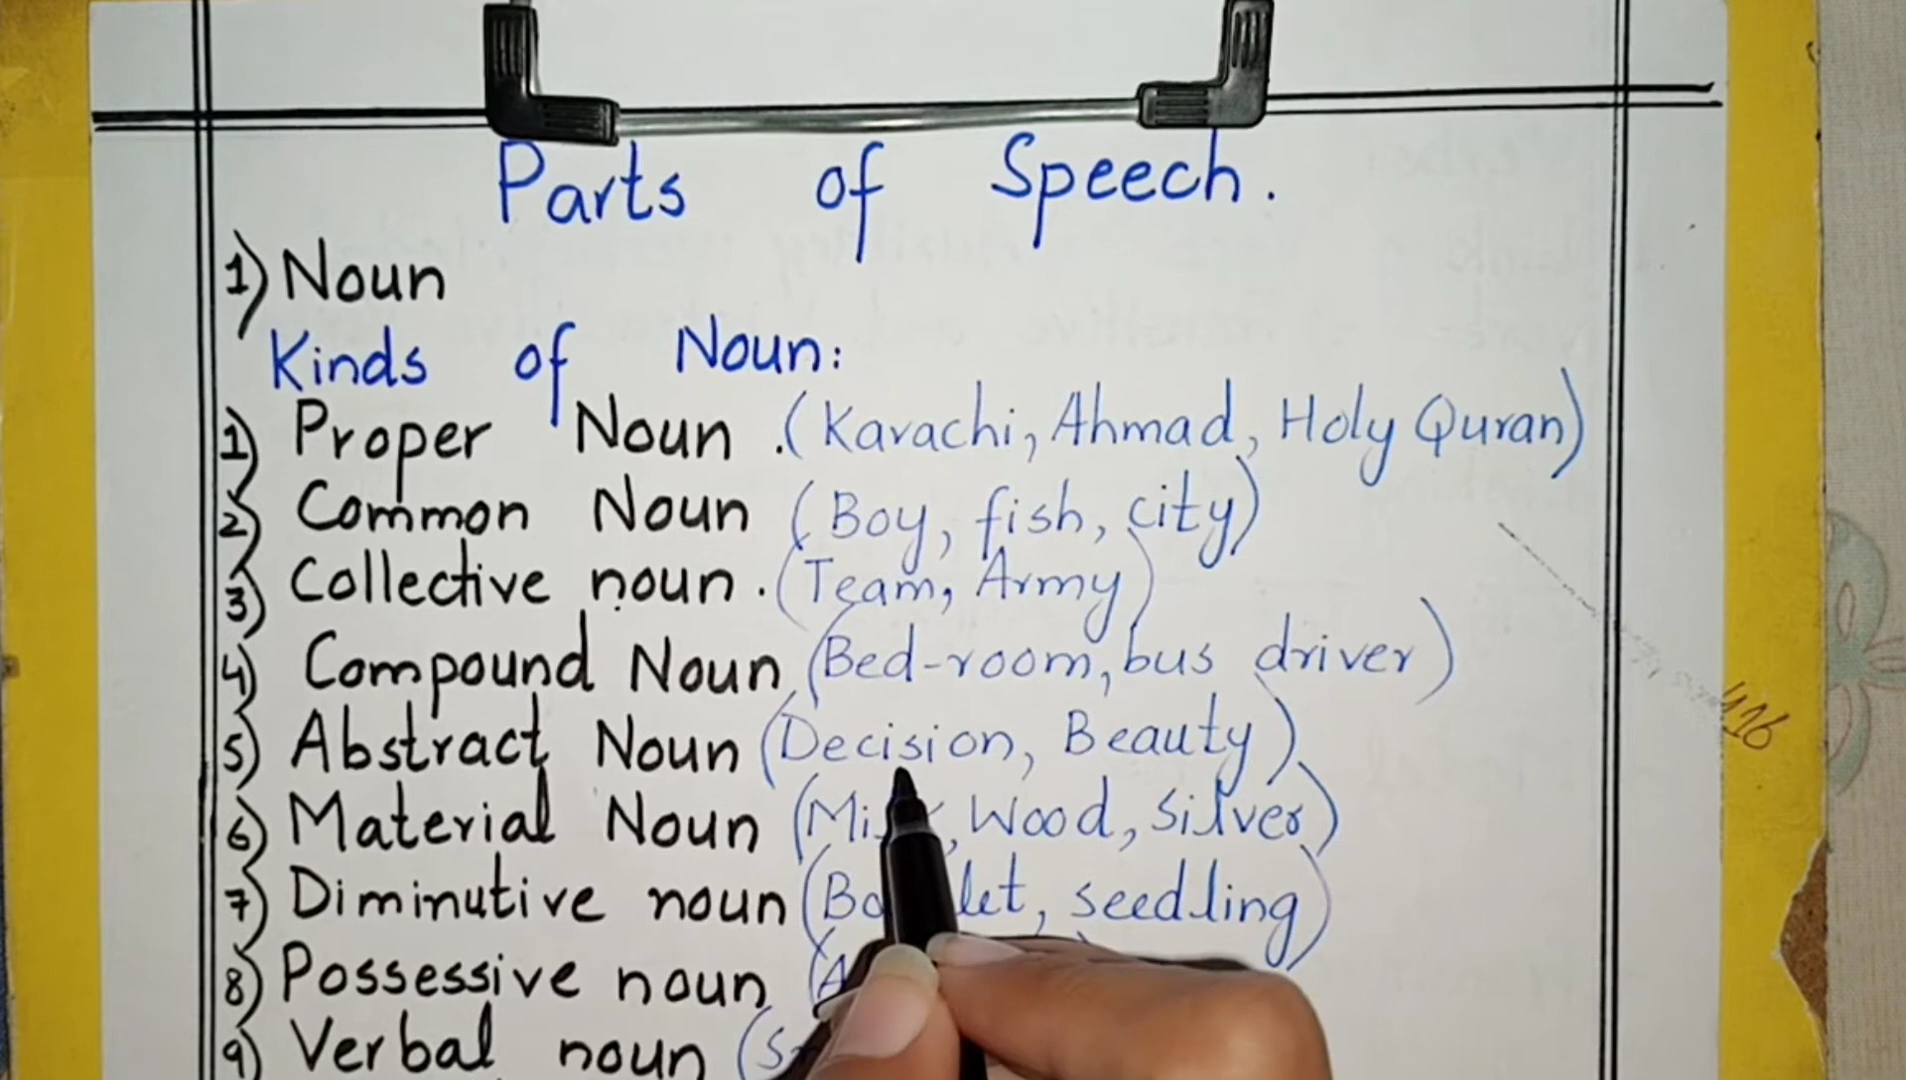 Parts of Speech.
1) Noun
Kinds of Noun:
1) Proper Noun .(Karachi, Ahmad, Holy Quran)
2) Common Noun (Boy, fish, city)
3) Collective noun .(Team, Army)
4) Compound Noun (Bed-room, bus driver)
5) Abstract Noun (Decision, Beauty)
6) Material Noun ( Wood, Silver)
7) Diminutive noun ( seedling)
8) Possessive noun
9) Verbal noun